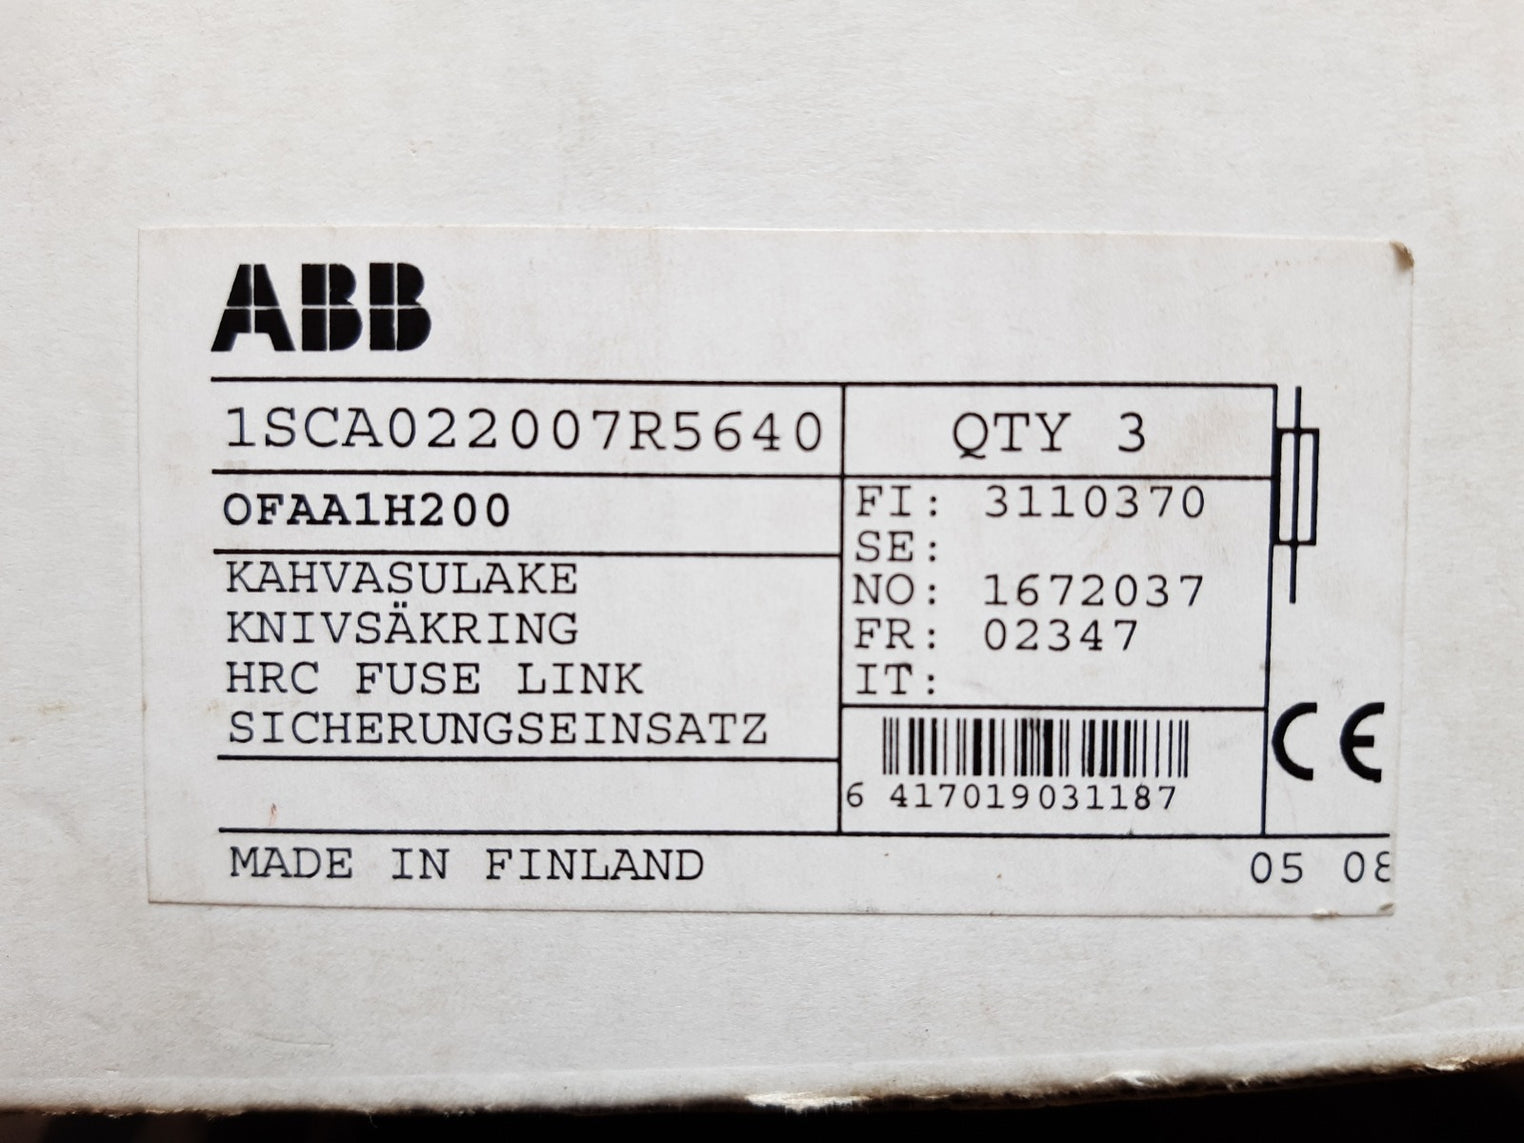 ABB
1SCA022007R5640
QTY 3
OFAA1H200
KAHVASULAKE
KNIVSÄKRING
HRC FUSE LINK
SICHERUNGSEINSATZ
FI: 3110370
SE:
NO: 1672037
FR: 02347
IT:
6 417019031187
CE
MADE IN FINLAND
05 08